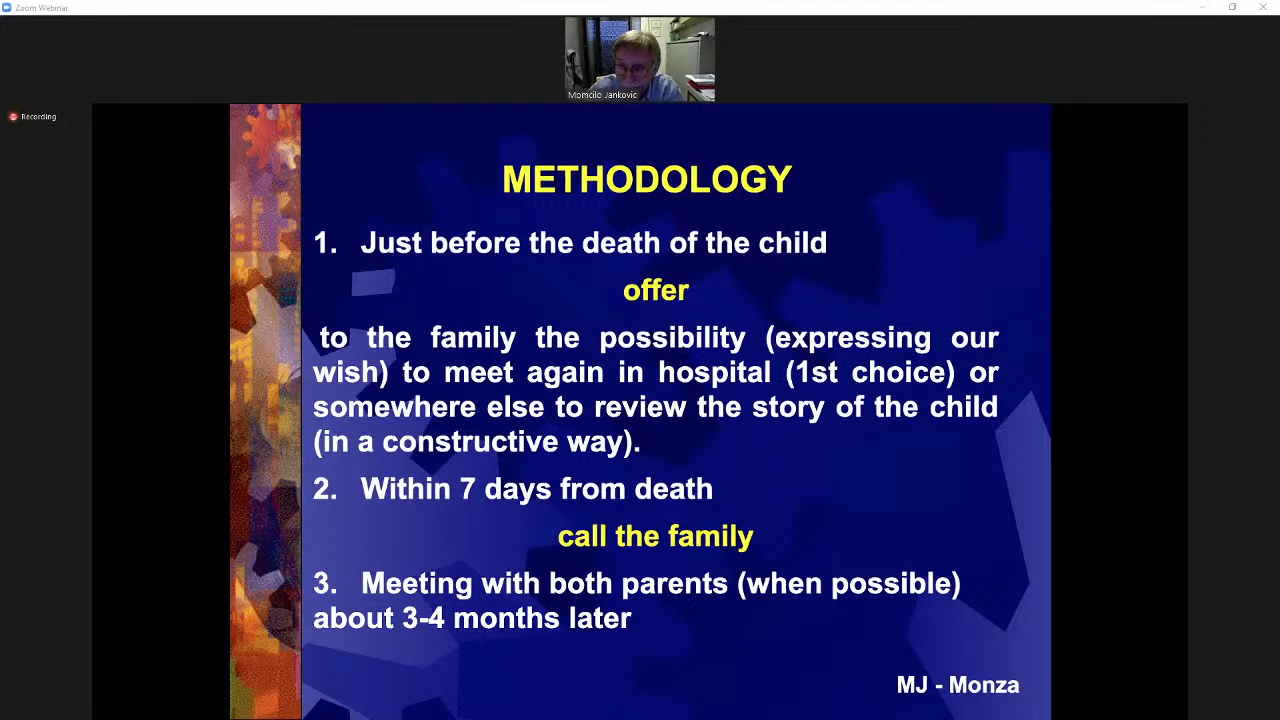 Zoom Webinar
Momcilo Jankovic
Recording
METHODOLOGY
1. Just before the death of the child
offer
to the family the possibility (expressing our
wish) to meet again in hospital (1st choice) or
somewhere else to review the story of the child
(in a constructive way).
2. Within 7 days from death
call the family
3. Meeting with both parents (when possible)
about 3-4 months later
MJ - Monza